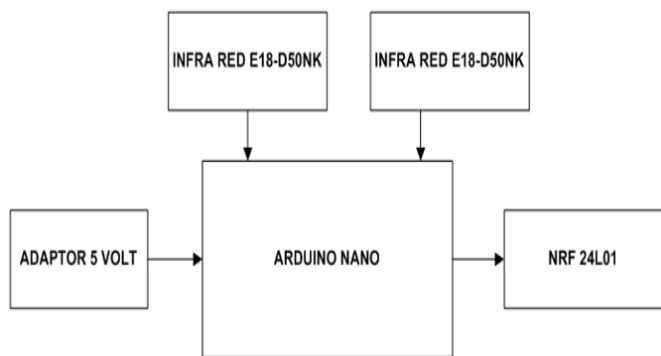 INFRA RED E18-D50NK
INFRA RED E18-D50NK
ADAPTOR 5 VOLT
ARDUINO NANO
NRF 24L01